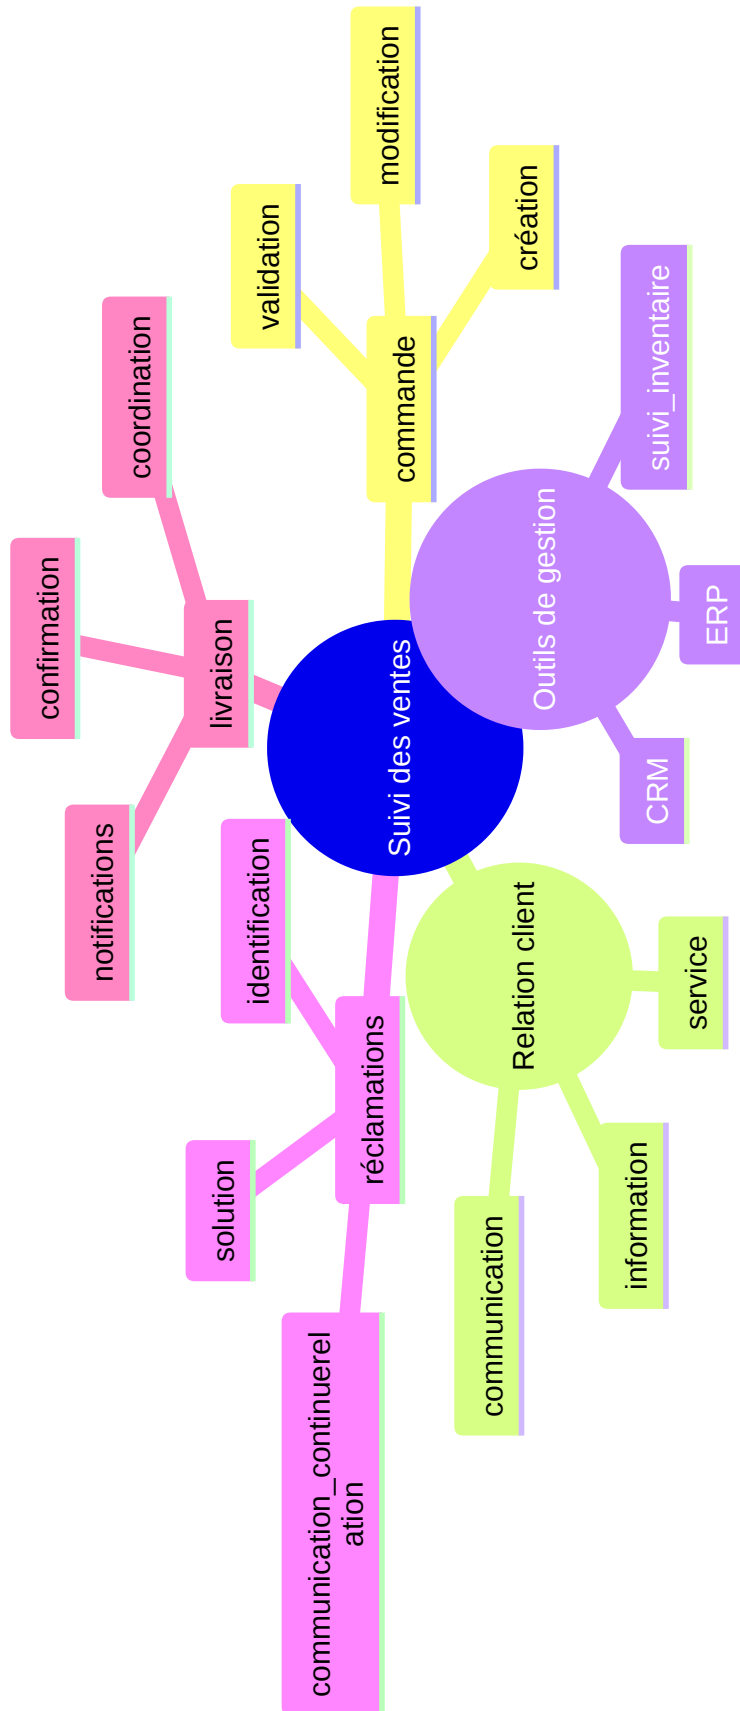 Suivi des ventes
commande
création
modification
validation
livraison
coordination
confirmation
notifications
réclamations
identification
solution
communication_continuerel
ation
Relation client
communication
information
service
Outils de gestion
CRM
ERP
suivi_inventaire